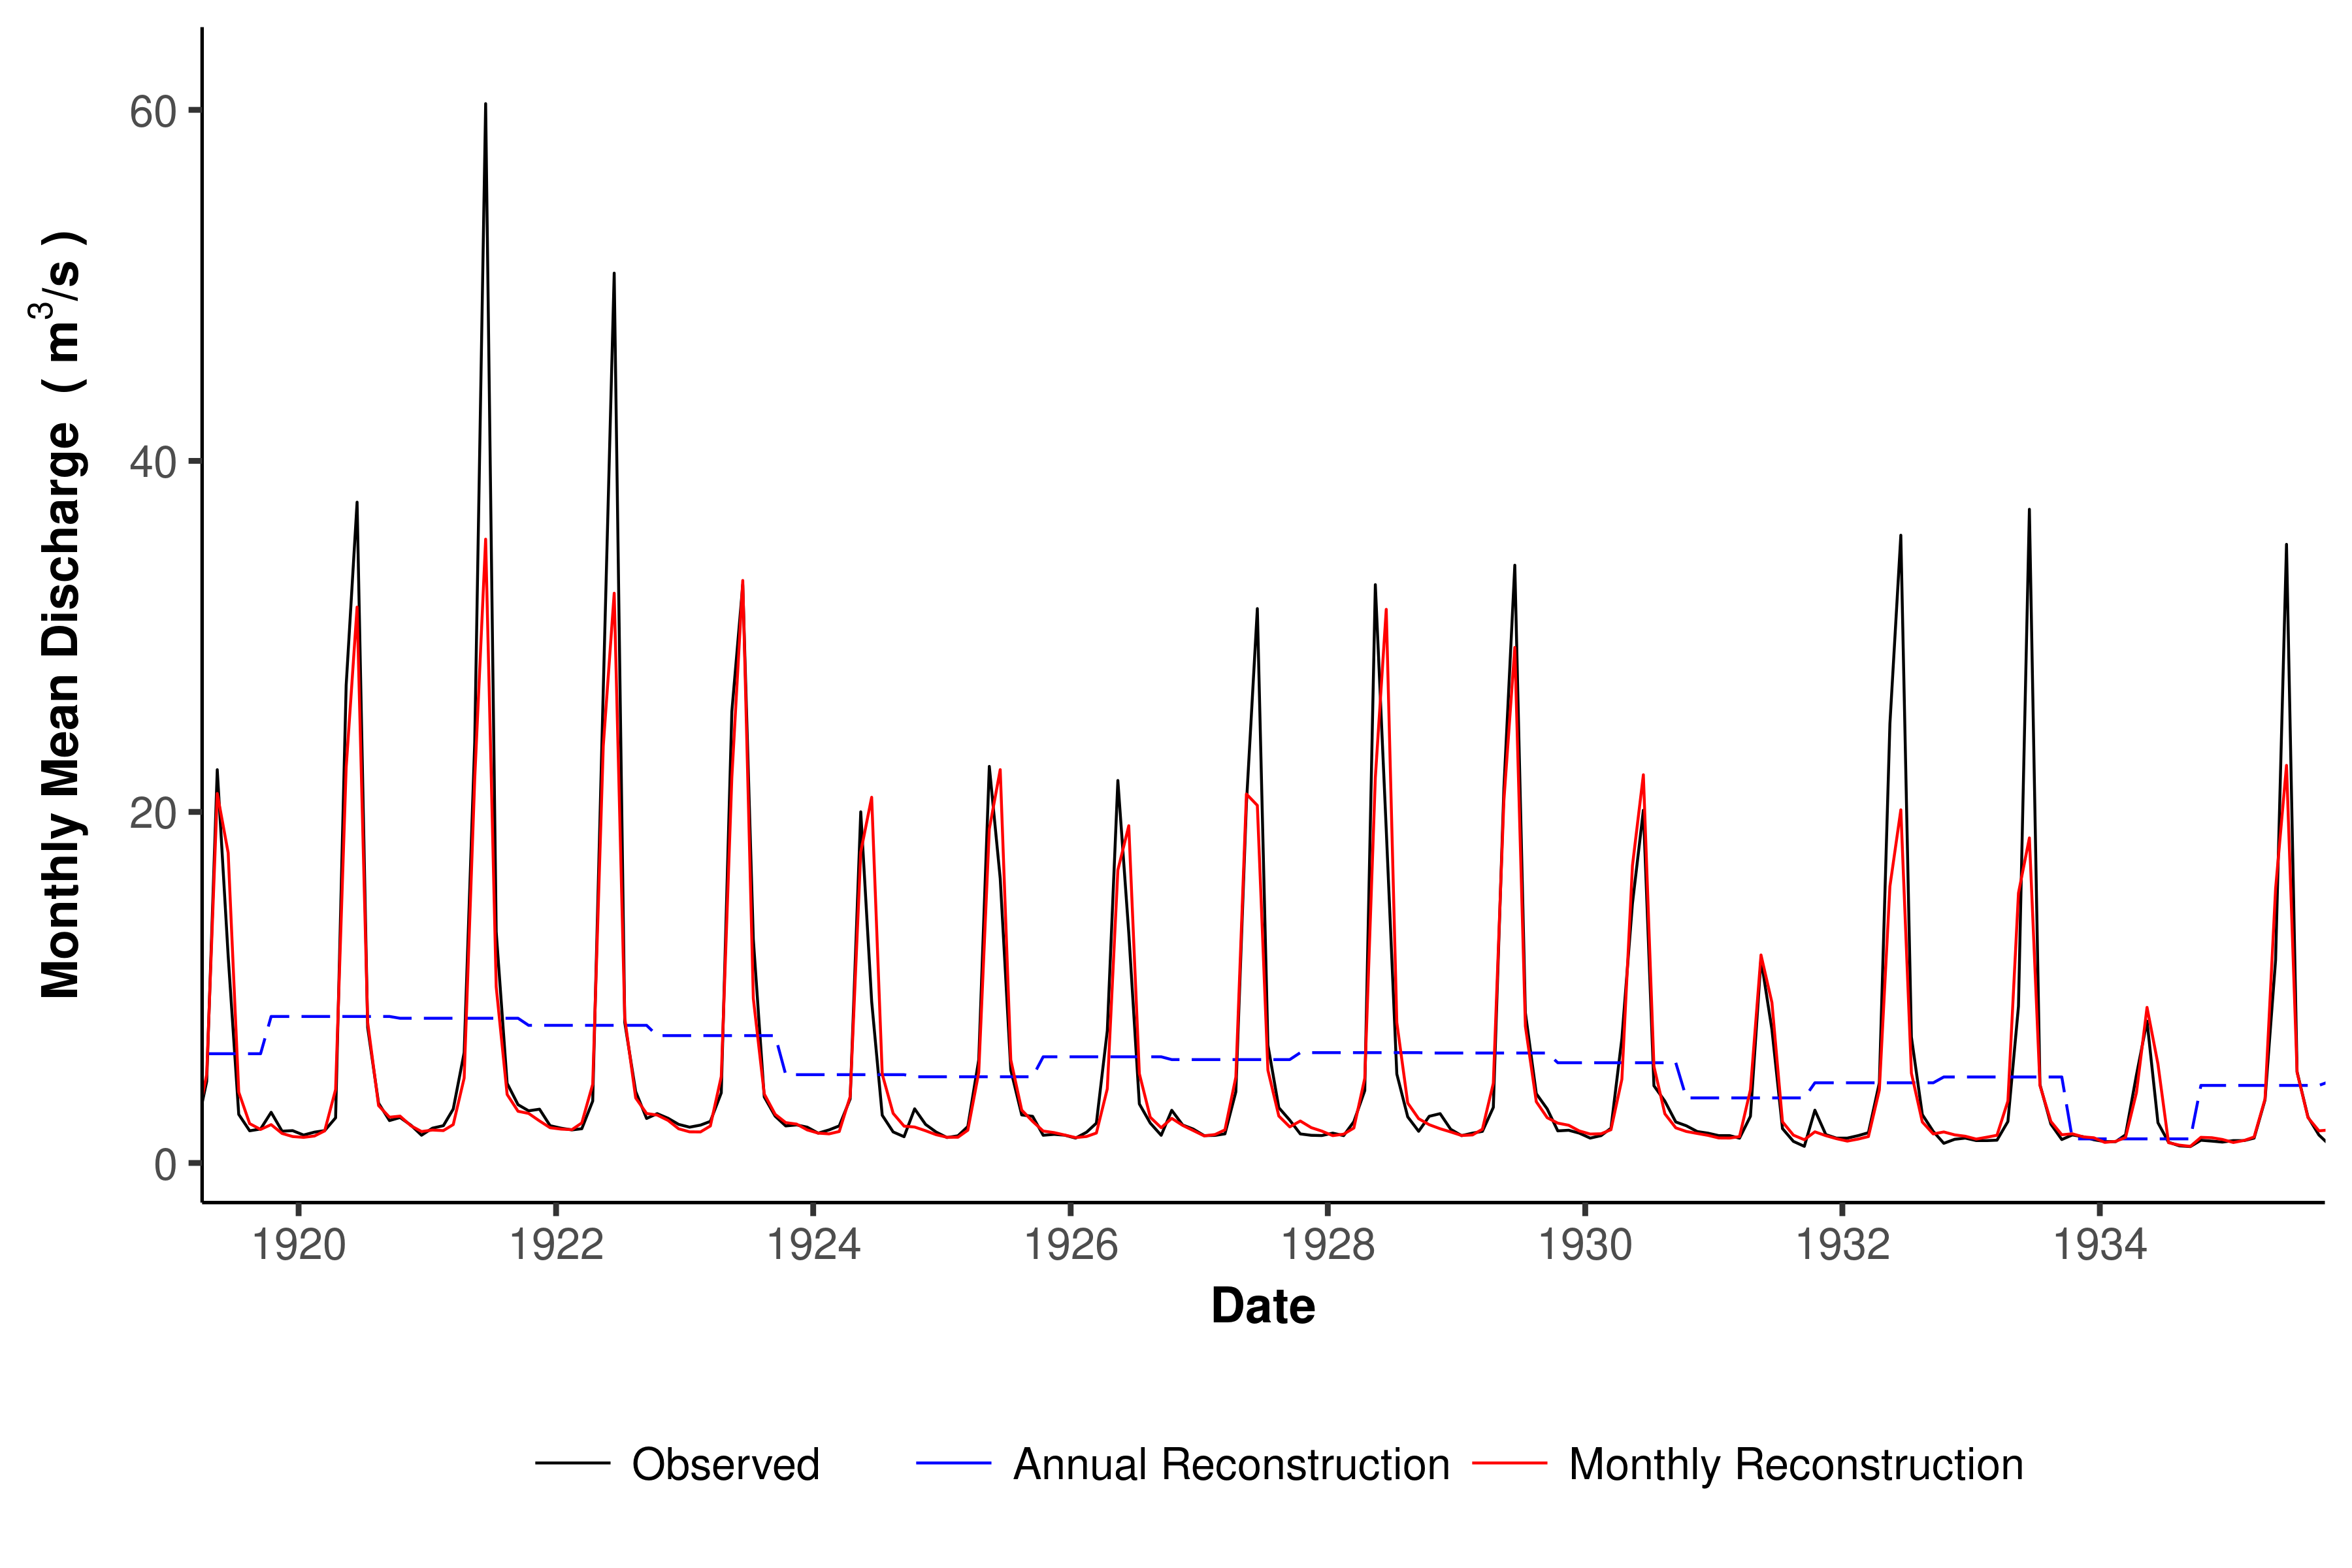 Monthly Mean Discharge ( m³/s )
60
40
20
0
1920 1922 1924 1926 1928 1930 1932 1934
Date
Observed Annual Reconstruction Monthly Reconstruction